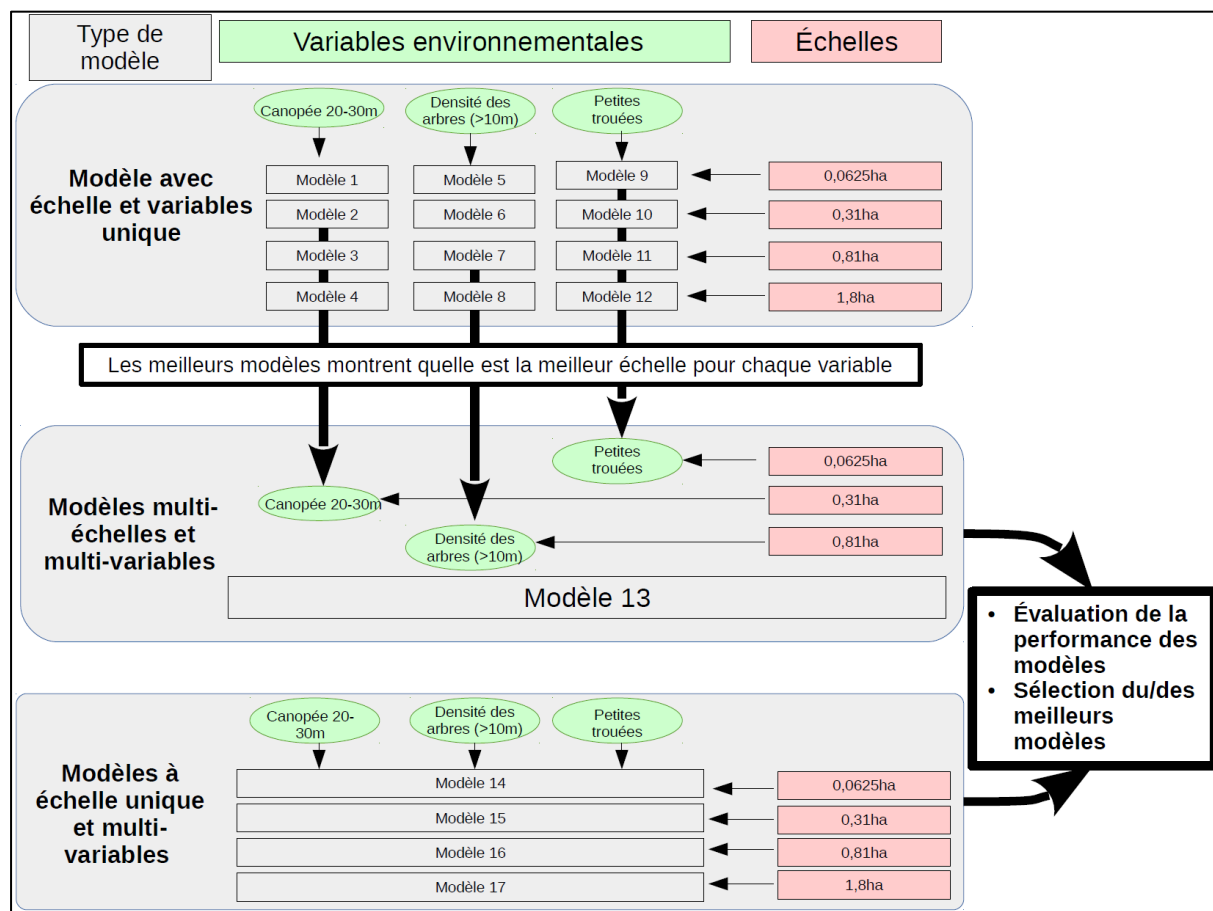 Type de
modèle
Variables environnementales
Échelles
Canopée 20-30m
Densité des
arbres (>10m)
Petites
trouées
Modèle avec
échelle et variables
unique
Modèle 1
Modèle 5
Modèle 9
0,0625ha
Modèle 2
Modèle 6
Modèle 10
0,31ha
Modèle 3
Modèle 7
Modèle 11
0,81ha
Modèle 4
Modèle 8
Modèle 12
1,8ha
Les meilleurs modèles montrent quelle est la meilleur échelle pour chaque variable
Modèles multi-
échelles et
multi-variables
Petites
trouées
0,0625ha
Canopée 20-30m
0,31ha
Densité des
arbres (>10m)
0,81ha
Modèle 13
• Évaluation de la
performance des
modèles
• Sélection du/des
meilleurs
modèles
Modèles à
échelle unique
et multi-
variables
Canopée 20-
30m
Densité des
arbres (>10m)
Petites
trouées
Modèle 14
0,0625ha
Modèle 15
0,31ha
Modèle 16
0,81ha
Modèle 17
1,8ha